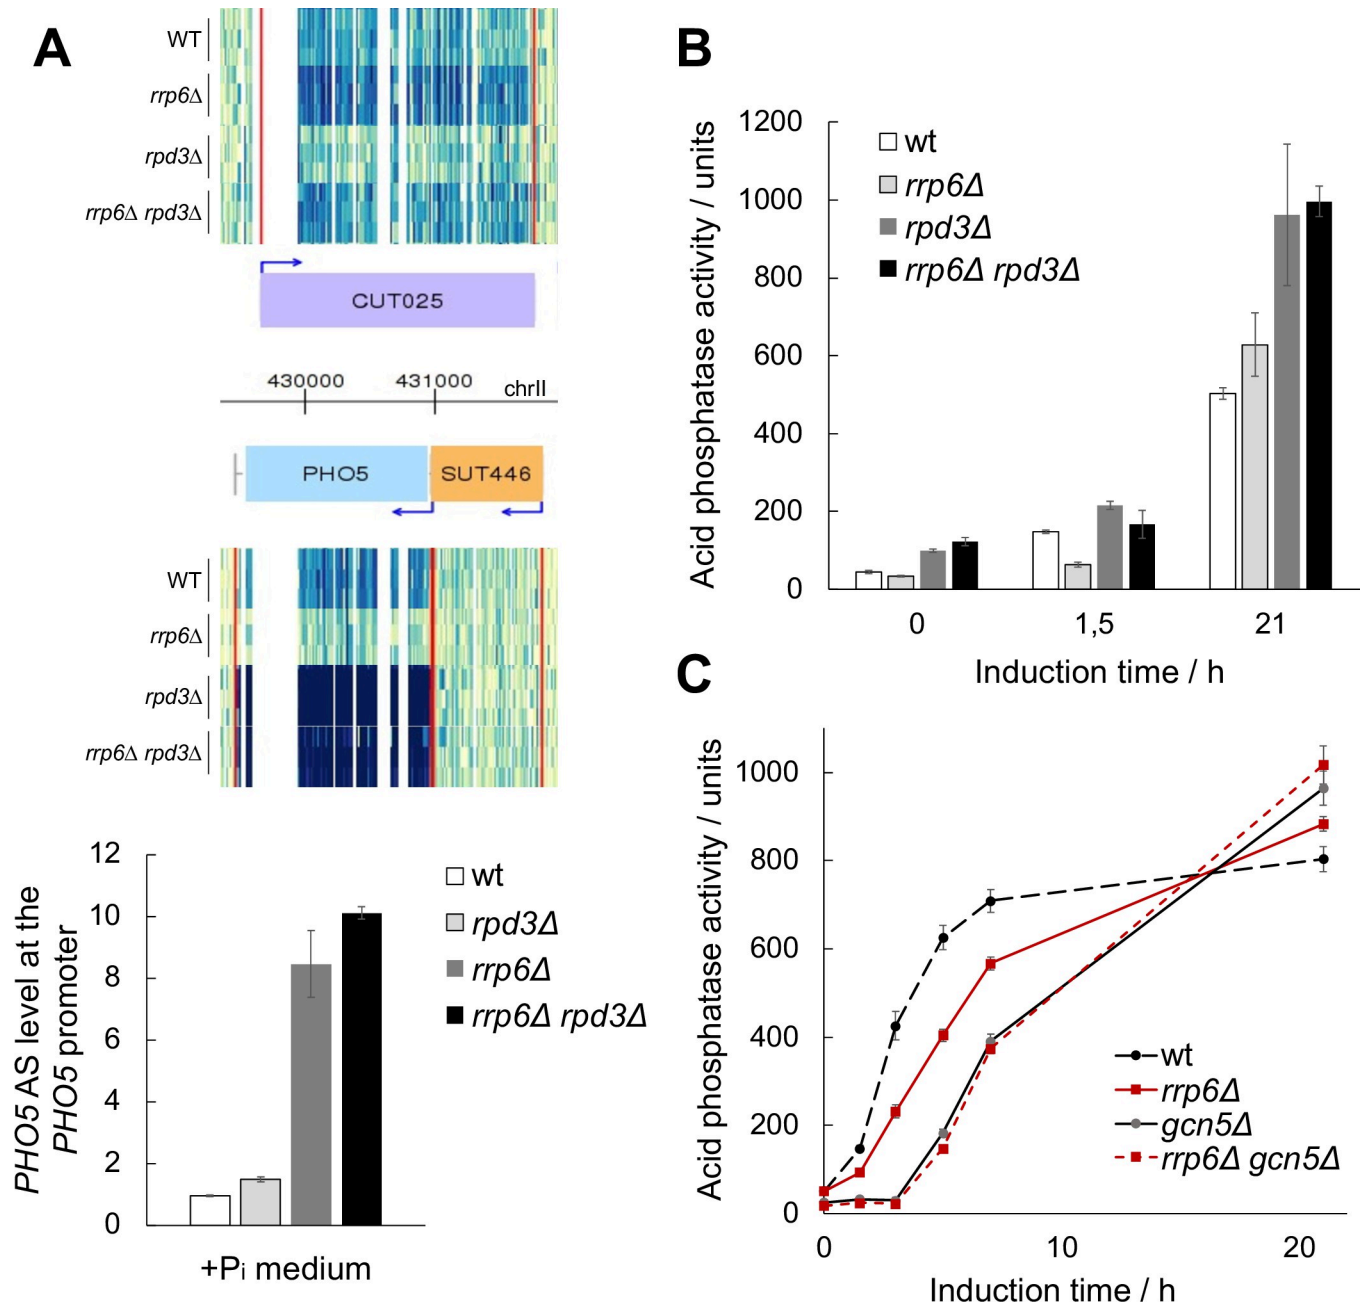 A
WT
rrp6Δ
rpd3Δ
rrp6Δ rpd3Δ
CUT025
430000 431000 chrII
PHO5 SUT446
WT
rrp6Δ
rpd3Δ
rrp6Δ rpd3Δ
PHO5 AS level at the
PHO5 promoter
12
10
8
6
4
2
0
+Pi medium
wt
rpd3Δ
rrp6Δ
rrp6Δ rpd3Δ
B
Acid phosphatase activity / units
1200
1000
800
600
400
200
0
wt
rrp6Δ
rpd3Δ
rrp6Δ rpd3Δ
0 1,5 21
Induction time / h
C
Acid phosphatase activity / units
1000
800
600
400
200
0
wt
rrp6Δ
gcn5Δ
rrp6Δ gcn5Δ
0 10 20
Induction time / h